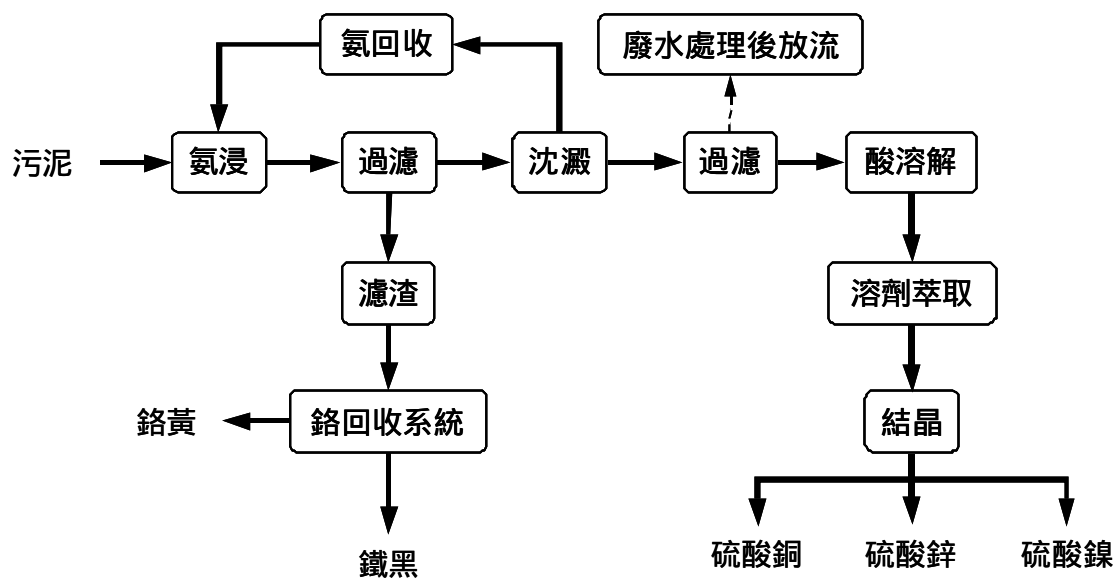 氨回收
廢水處理後放流
污泥
氨浸
過濾
沈澱
過濾
酸溶解
濾渣
溶劑萃取
鉻黃
鉻回收系統
結晶
鐵黑
硫酸銅
硫酸鋅
硫酸鎳